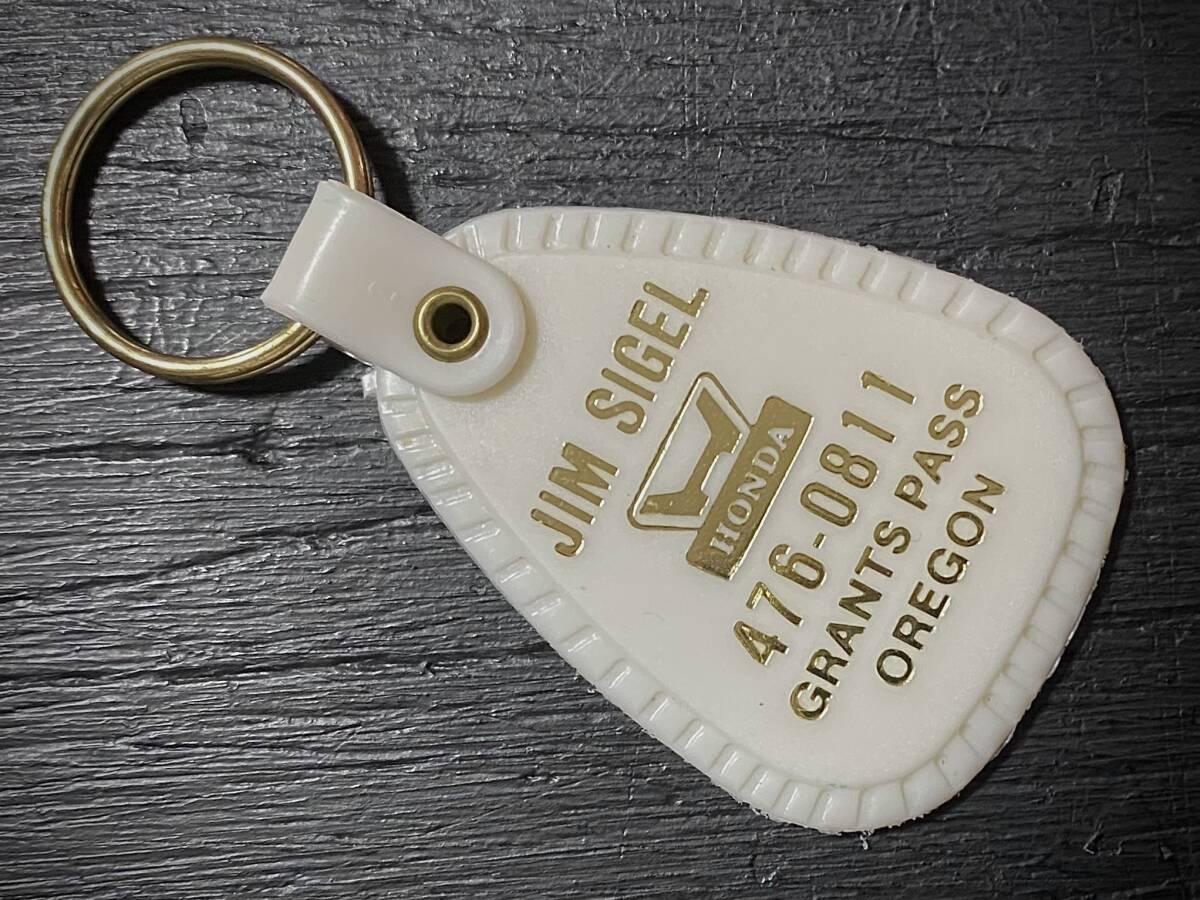 JIM SIGEL
HONDA
476-0811
GRANTS PASS
OREGON